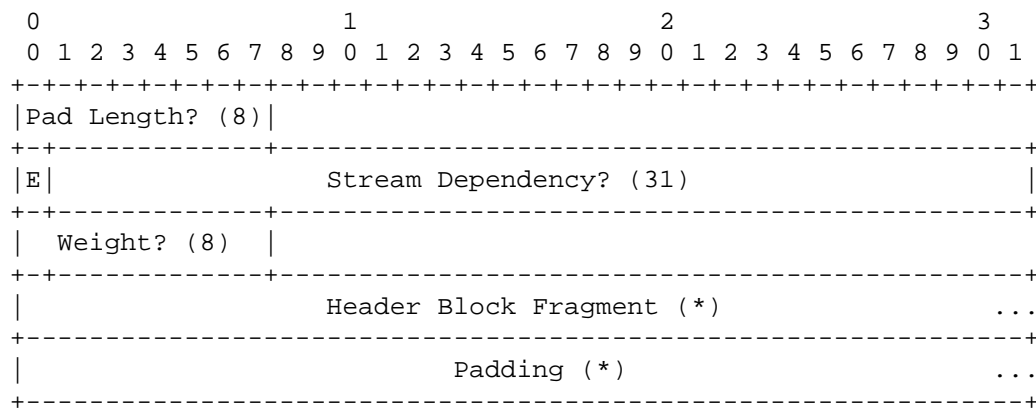 0                   1                   2                   3
 0 1 2 3 4 5 6 7 8 9 0 1 2 3 4 5 6 7 8 9 0 1 2 3 4 5 6 7 8 9 0 1
+-+-+-+-+-+-+-+-+-+-+-+-+-+-+-+-+-+-+-+-+-+-+-+-+-+-+-+-+-+-+-+-+
|Pad Length? (8)|
+-+-------------+-----------------------------------------------+
|E|                 Stream Dependency? (31)                     |
+-+-------------+-----------------------------------------------+
|  Weight? (8)  |
+-+-------------+-----------------------------------------------+
|                   Header Block Fragment (*)                 ...
+---------------------------------------------------------------+
|                           Padding (*)                       ...
+---------------------------------------------------------------+